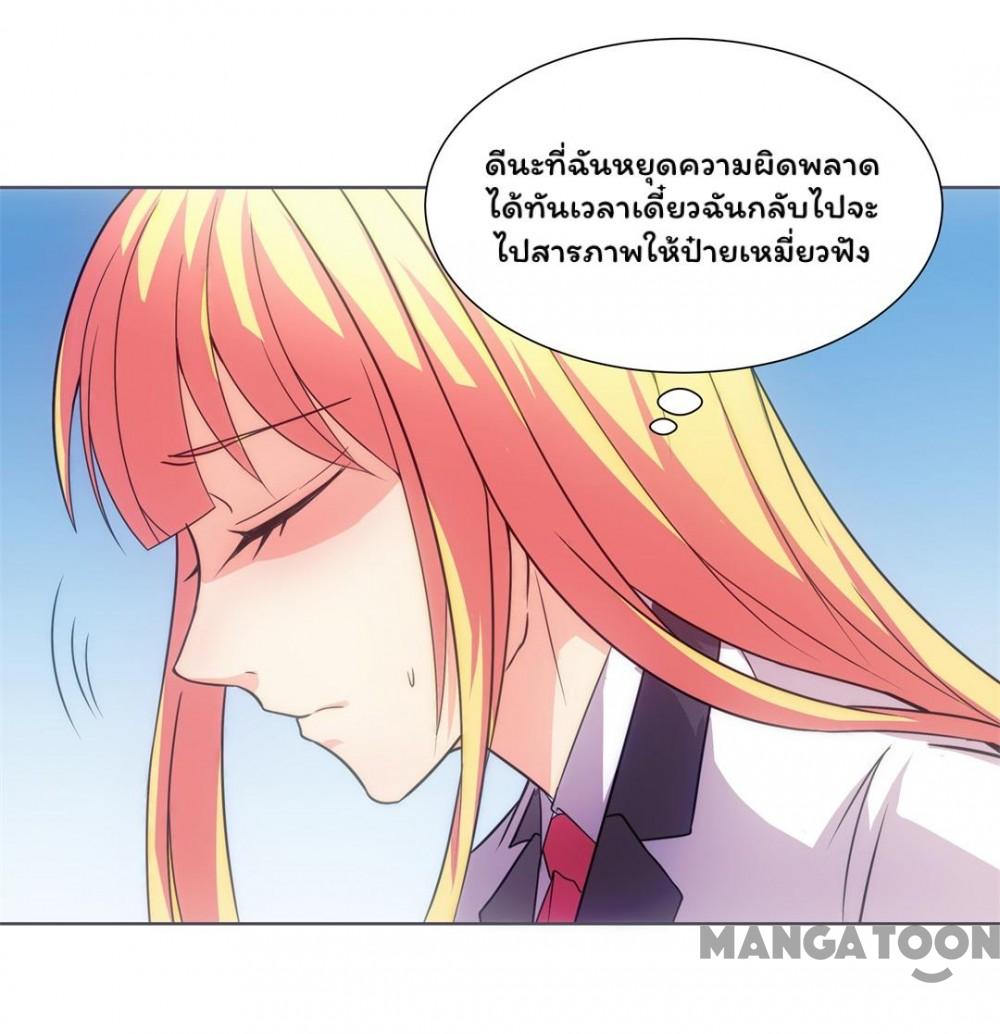 ดีนะที่ฉันหยุดความผิดพลาด
ได้ทันเวลาเดี๋ยวฉันกลับไปจะ
ไปสารภาพให้ป๋ายเหมี่ยวฟัง
MANGATOON